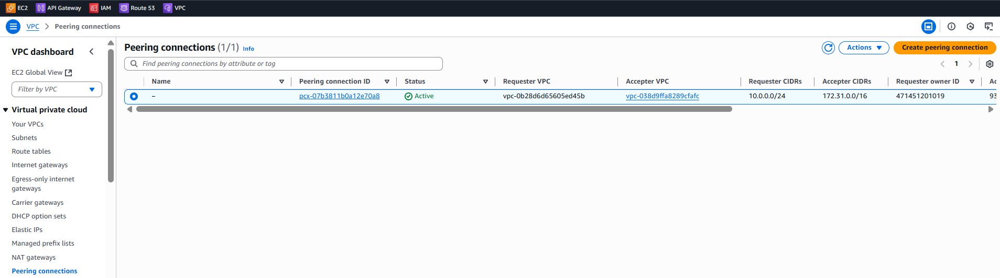 EC2 API Gateway IAM Route 53 VPC
VPC > Peering connections
VPC dashboard
EC2 Global View
Filter by VPC
Virtual private cloud
Your VPCs
Subnets
Route tables
Internet gateways
Egress-only internet
gateways
Carrier gateways
DHCP option sets
Elastic IPs
Managed prefix lists
NAT gateways
Peering connections
Peering connections (1/1) Info
Actions
Create peering connection
Find peering connections by attribute or tag
1
Name Peering connection ID Status Requester VPC Accepter VPC Requester CIDRs Accepter CIDRs Requester owner ID Ac
– pcx-07b3811b0a12e70a8 Active vpc-0b28d6d65605ed45b vpc-038d9ffa8289cfafc 10.0.0.0/24 172.31.0.0/16 471451201019 93